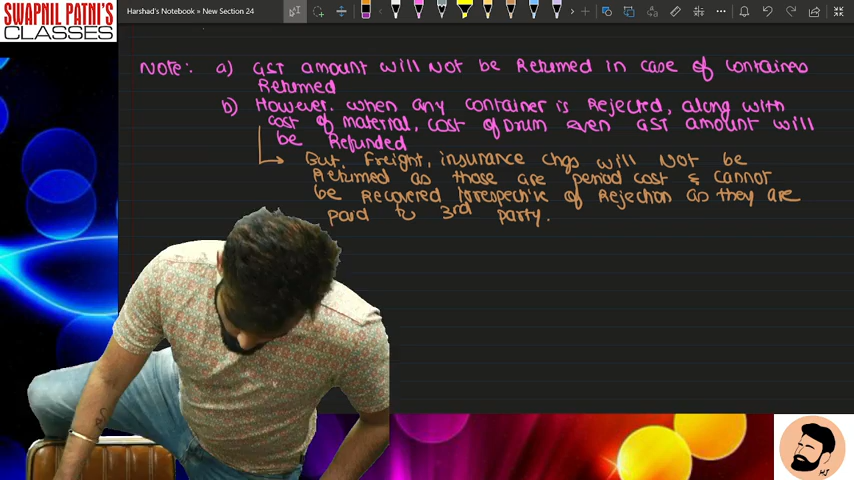 SWAPNIL PATNI'S
CLASSES
Harshad's Notebook » New Section 24
Note: a) GST amount will Not be Returned in case of containers
Returned
b) However, when any container is Rejected, along with
cost of material, cost of Drum even GST amount will
be Refunded
But, Freight, insurance chgs will Not be
Returned as those are period cost & cannot
be Recovered irrespective of Rejection as they are
paid to 3rd party.
HJ